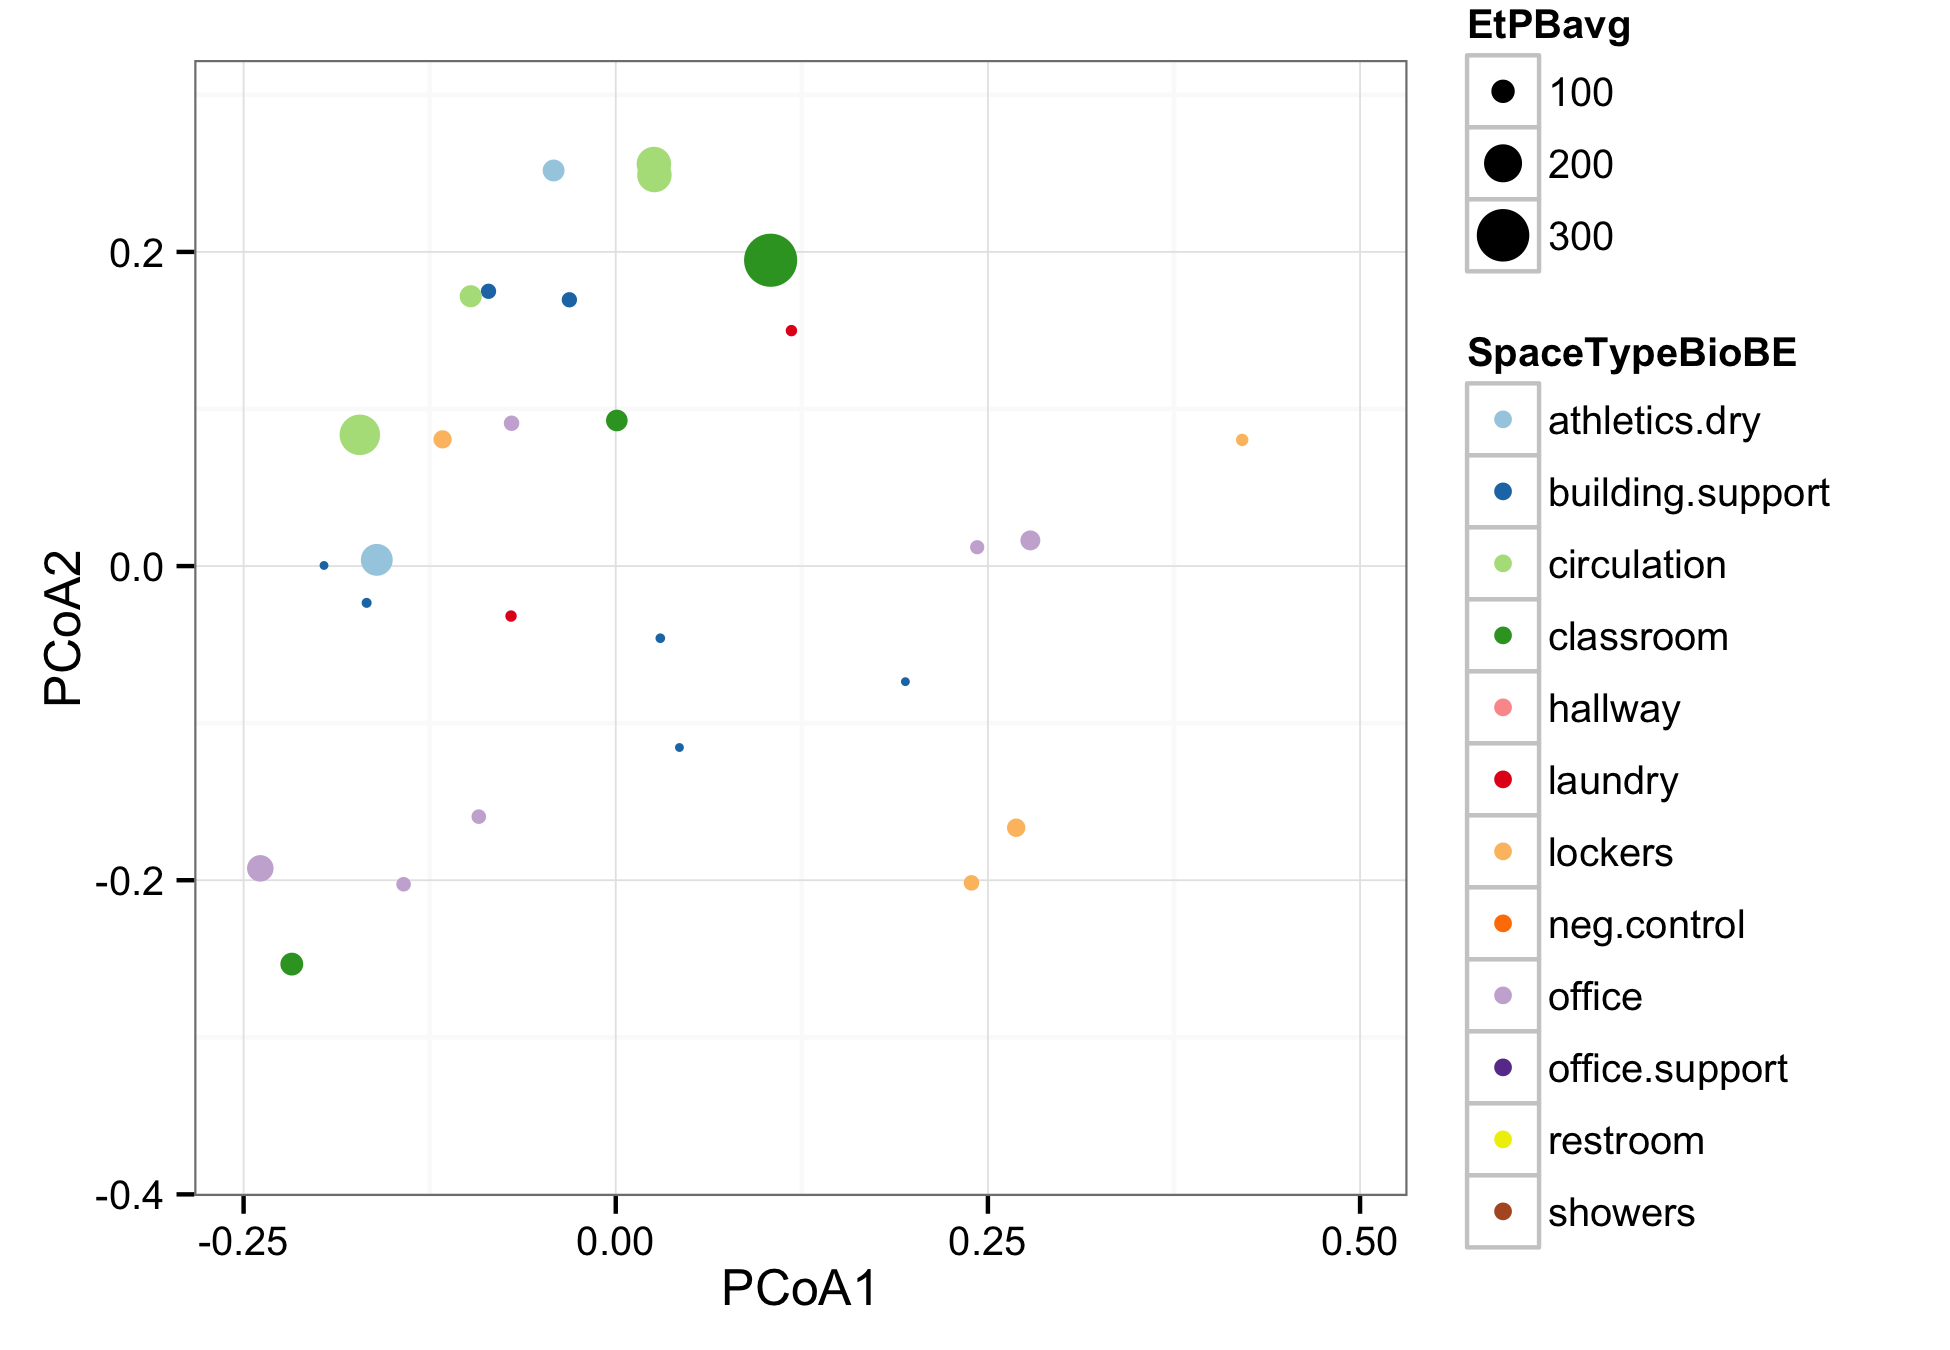 EtPBavg
100
200
300
SpaceTypeBioBE
athletics.dry
building.support
circulation
classroom
hallway
laundry
lockers
neg.control
office
office.support
restroom
showers
PCoA2
0.2
0.0
-0.2
-0.4
-0.25 0.00 0.25 0.50
PCoA1